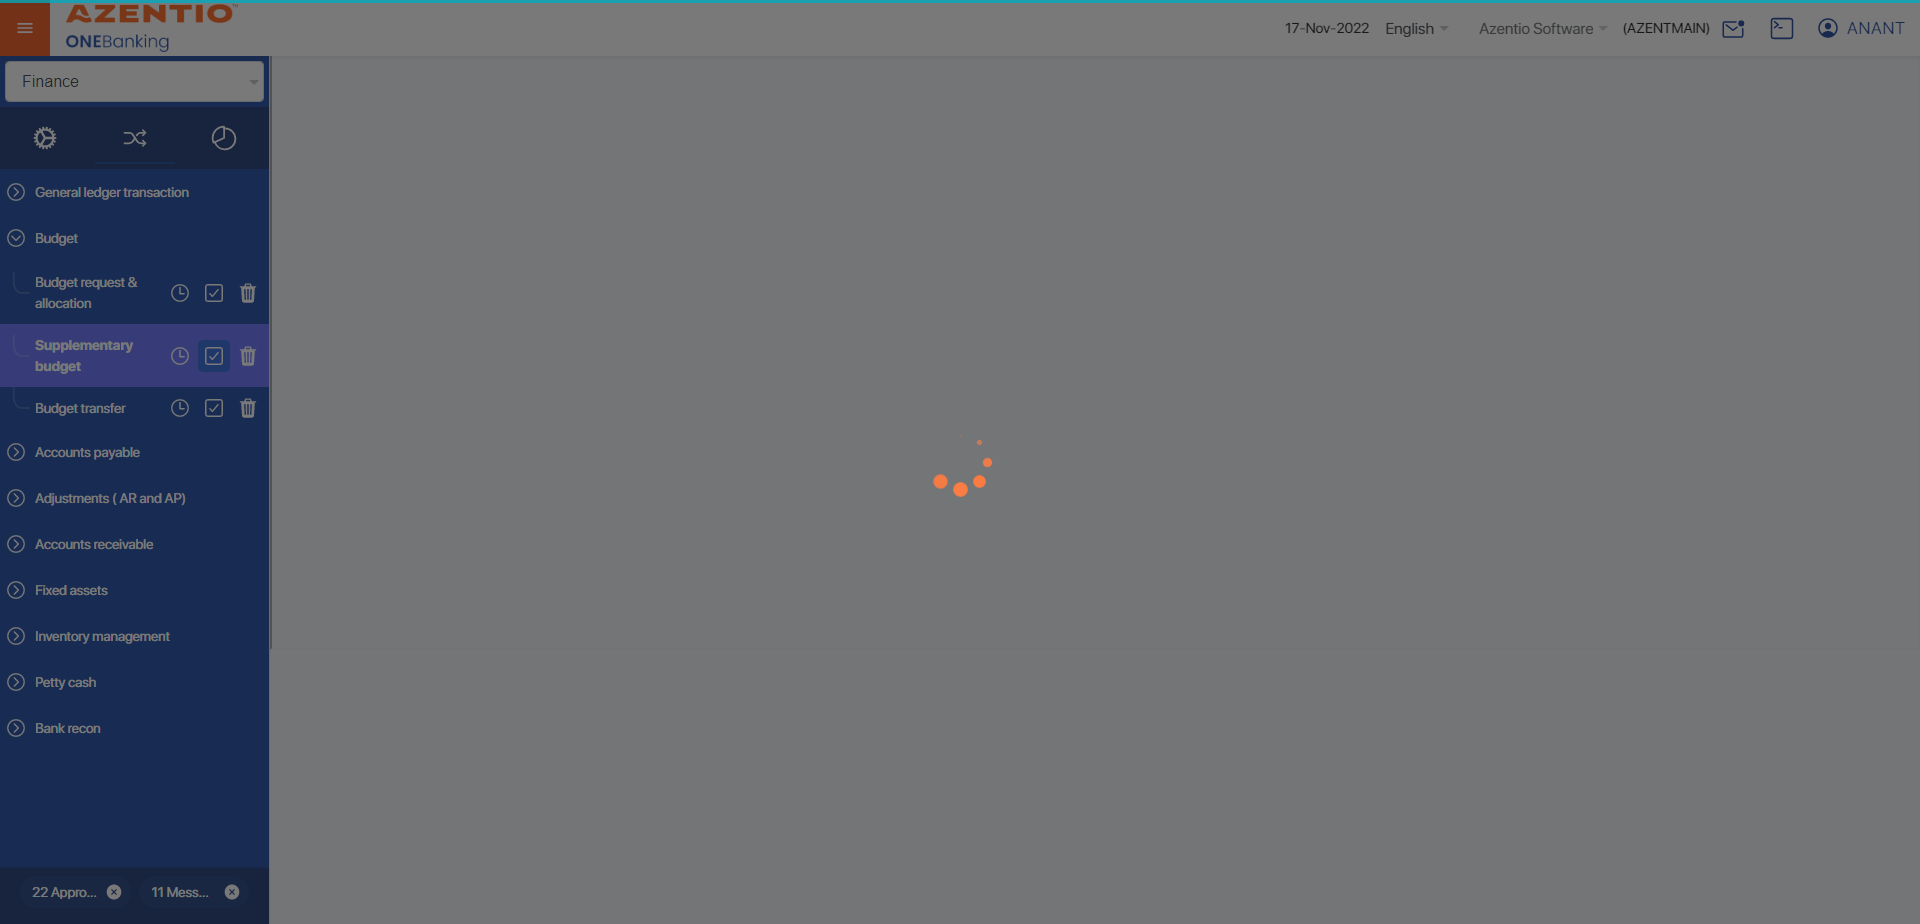 AZENTIO™
ONEBanking
17-Nov-2022 English Azentio Software (AZENTMAIN) ANANT
Finance
General ledger transaction
Budget
Budget request &
allocation
Supplementary
budget
Budget transfer
Accounts payable
Adjustments ( AR and AP)
Accounts receivable
Fixed assets
Inventory management
Petty cash
Bank recon
22 Appro... 11 Mess...